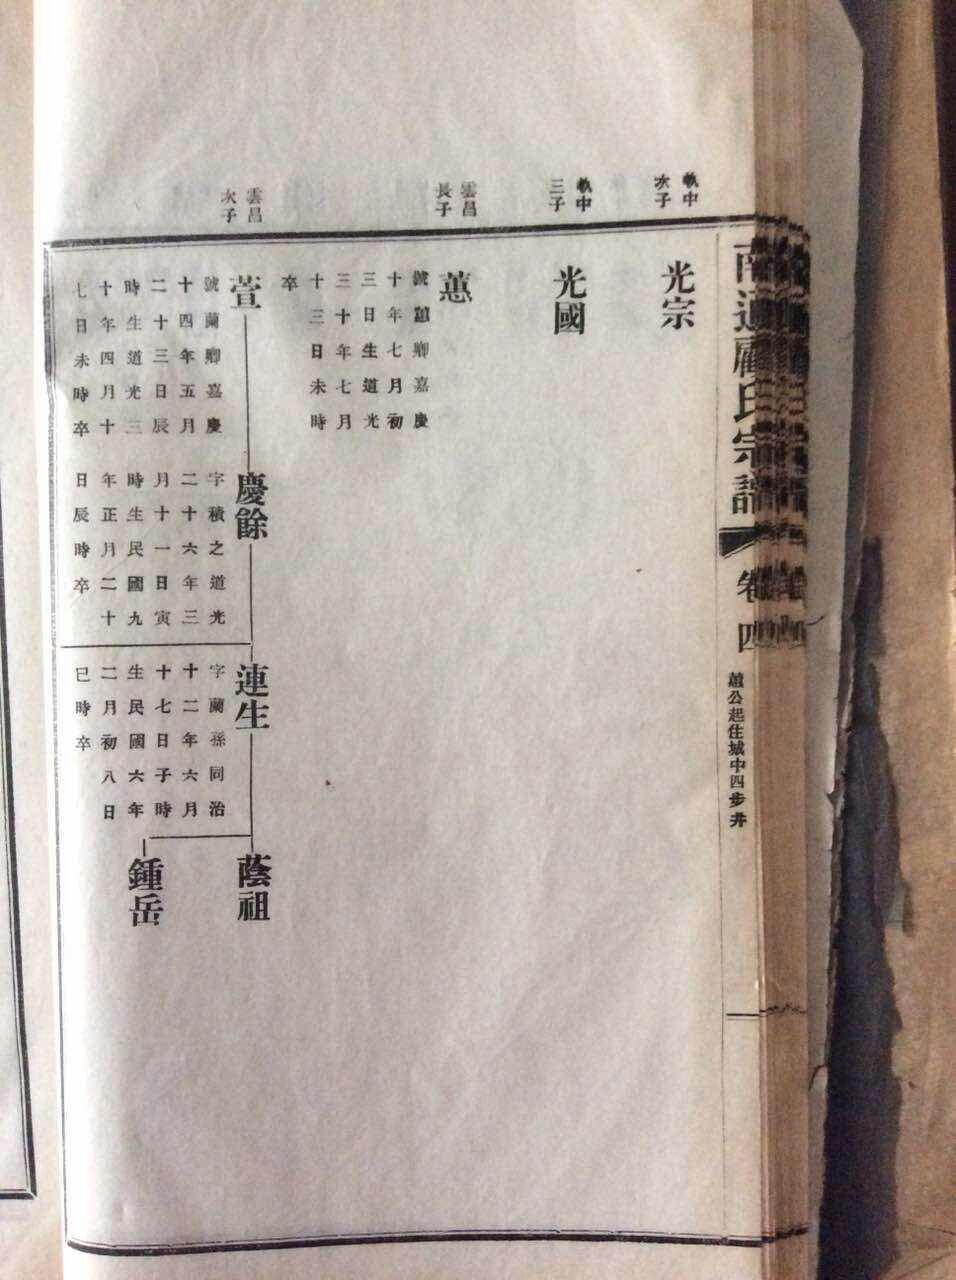 南通顧氏宗譜
卷四
蕙公起住城中四步井
執中
次子
光宗
執中
三子
光國
雲昌
長子
蕙
號蕙卿嘉慶
十年七月初
三日生道光
三十年七月
十三日未時
卒
雲昌
次子
萱
號蘭卿嘉慶
十四年五月
二十三日辰
時生道光三
十年四月十
七日未時卒
慶餘
字積之道光
二十六年三
月十一日寅
時生民國九
年正月二十
日辰時卒
連生
字蘭孫同治
十二年六月
十七日子時
生民國六年
二月初八日
巳時卒
蔭祖
鍾岳